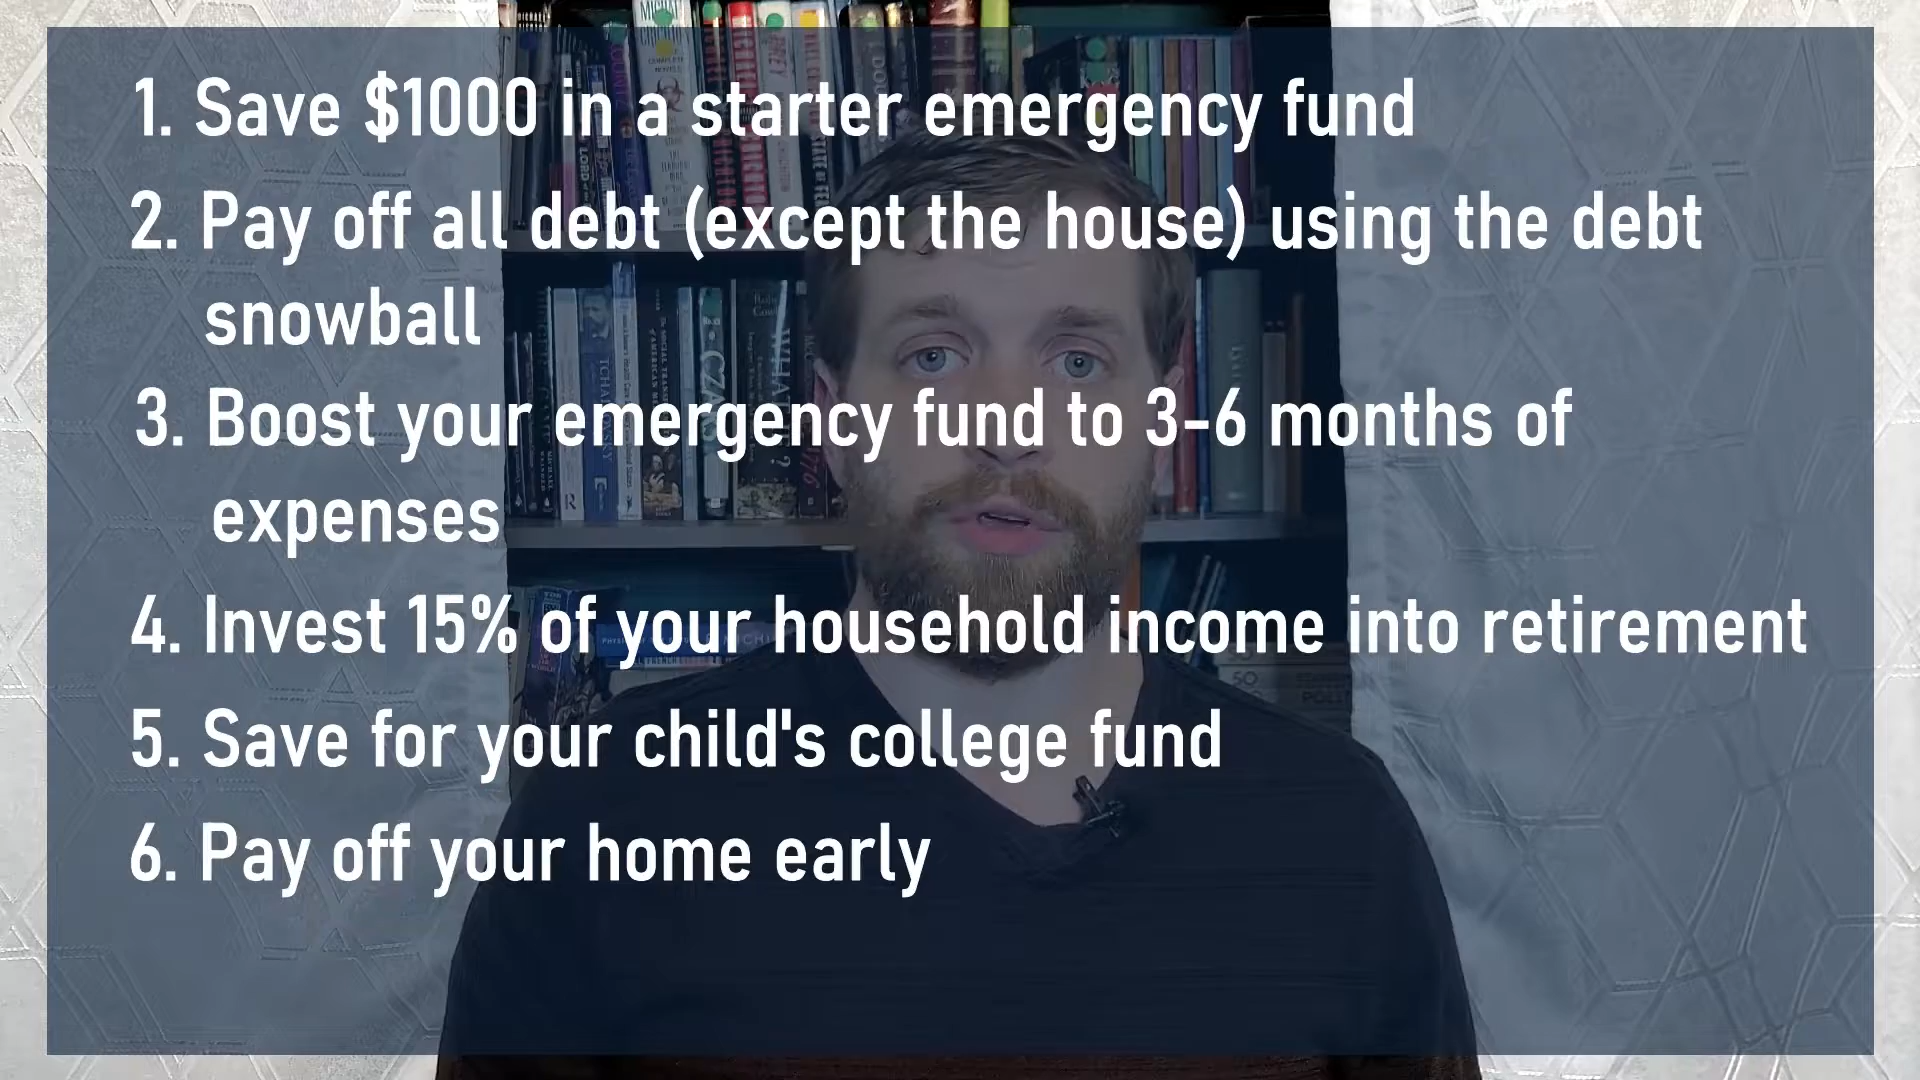 1. Save $1000 in a starter emergency fund
2. Pay off all debt (except the house) using the debt
snowball
3. Boost your emergency fund to 3-6 months of
expenses
4. Invest 15% of your household income into retirement
5. Save for your child's college fund
6. Pay off your home early